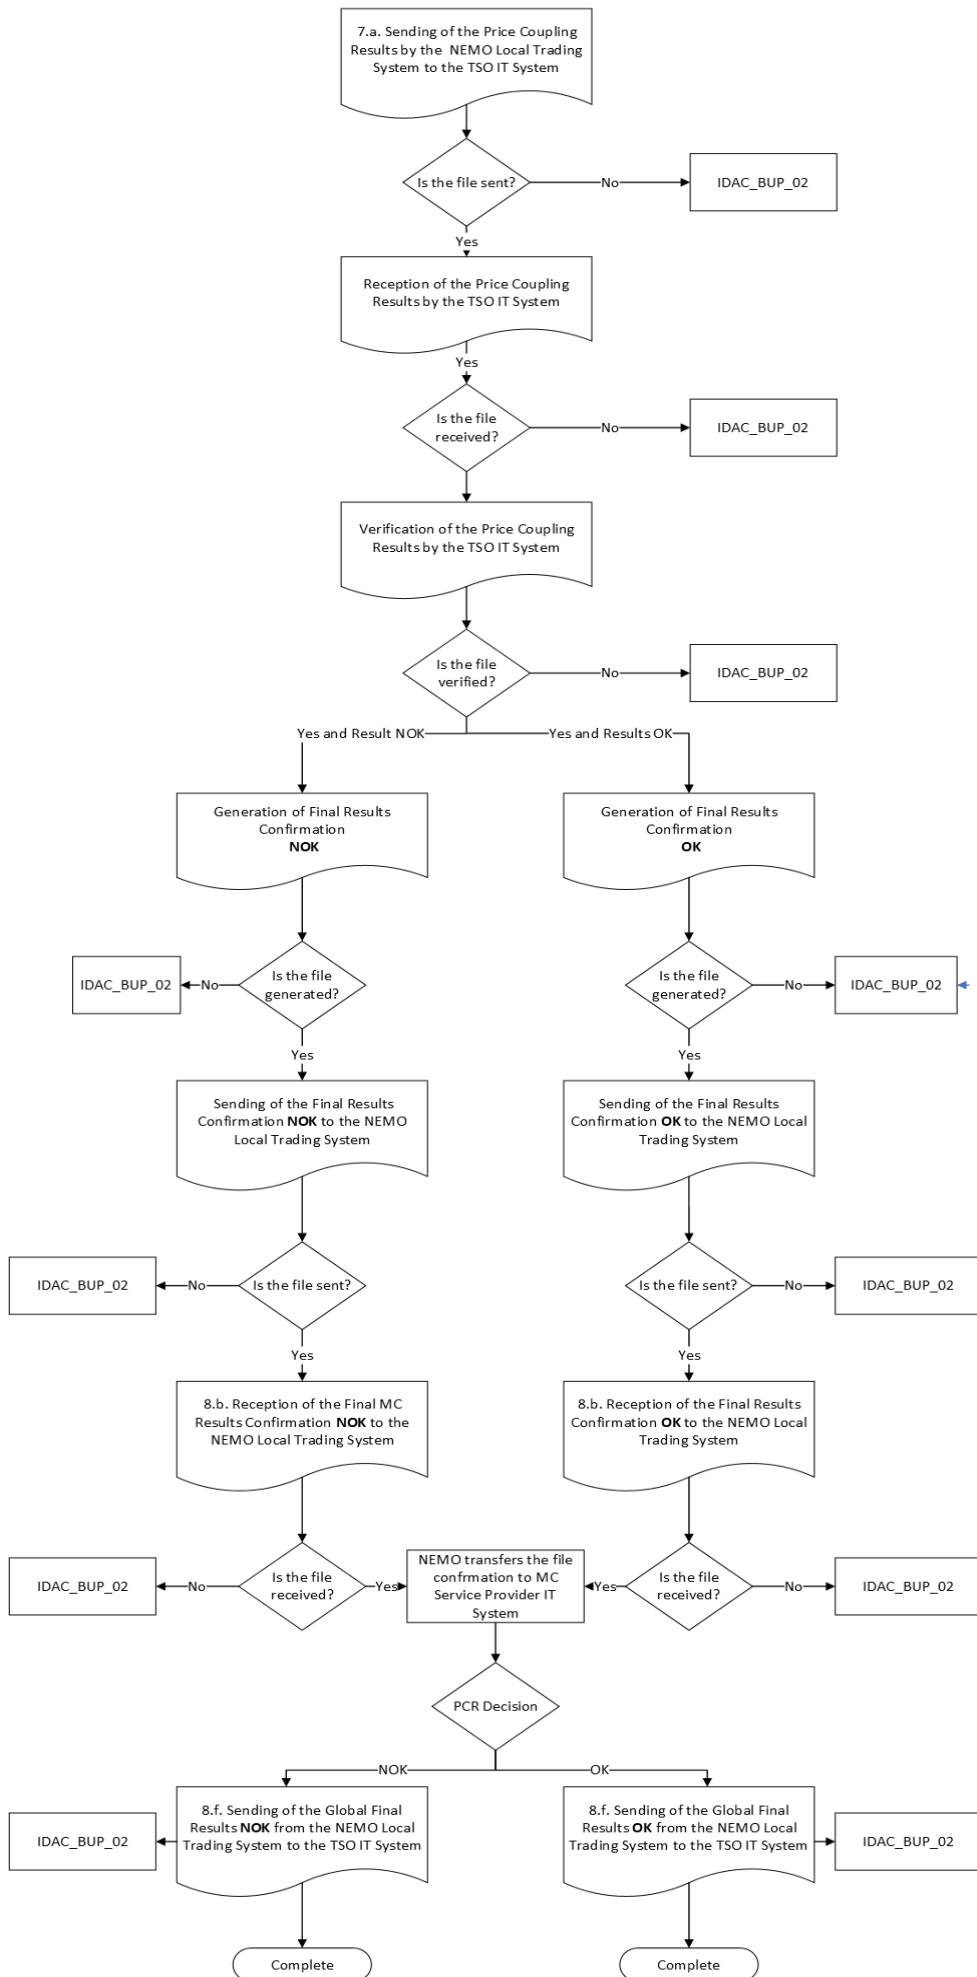 7.a. Sending of the Price Coupling
Results by the  NEMO Local Trading
System to the TSO IT System
Is the file sent?
No
IDAC_BUP_02
Yes
Reception of the Price Coupling
Results by the TSO IT System
Yes
Is the file
received?
No
IDAC_BUP_02
Verification of the Price Coupling
Results by the TSO IT System
Is the file
verified?
No
IDAC_BUP_02
Yes and Result NOK
Yes and Results OK
Generation of Final Results
Confirmation
NOK
Generation of Final Results
Confirmation
OK
IDAC_BUP_02
No
Is the file
generated?
Is the file
generated?
No
IDAC_BUP_02
Yes
Yes
Sending of the Final Results
Confirmation NOK to the NEMO
Local Trading System
Sending of the Final Results
Confirmation OK to the NEMO Local
Trading System
IDAC_BUP_02
No
Is the file sent?
Is the file sent?
No
IDAC_BUP_02
Yes
Yes
8.b. Reception of the Final MC
Results Confirmation NOK to the
NEMO Local Trading System
8.b. Reception of the Final Results
Confirmation OK to the NEMO Local
Trading System
IDAC_BUP_02
No
Is the file
received?
Yes
NEMO transfers the file
confrmation to MC
Service Provider IT
System
Yes
Is the file
received?
No
IDAC_BUP_02
PCR Decision
NOK
OK
IDAC_BUP_02
8.f. Sending of the Global Final
Results NOK from the NEMO Local
Trading System to the TSO IT System
8.f. Sending of the Global Final
Results OK from the NEMO Local
Trading System to the TSO IT System
IDAC_BUP_02
Complete
Complete